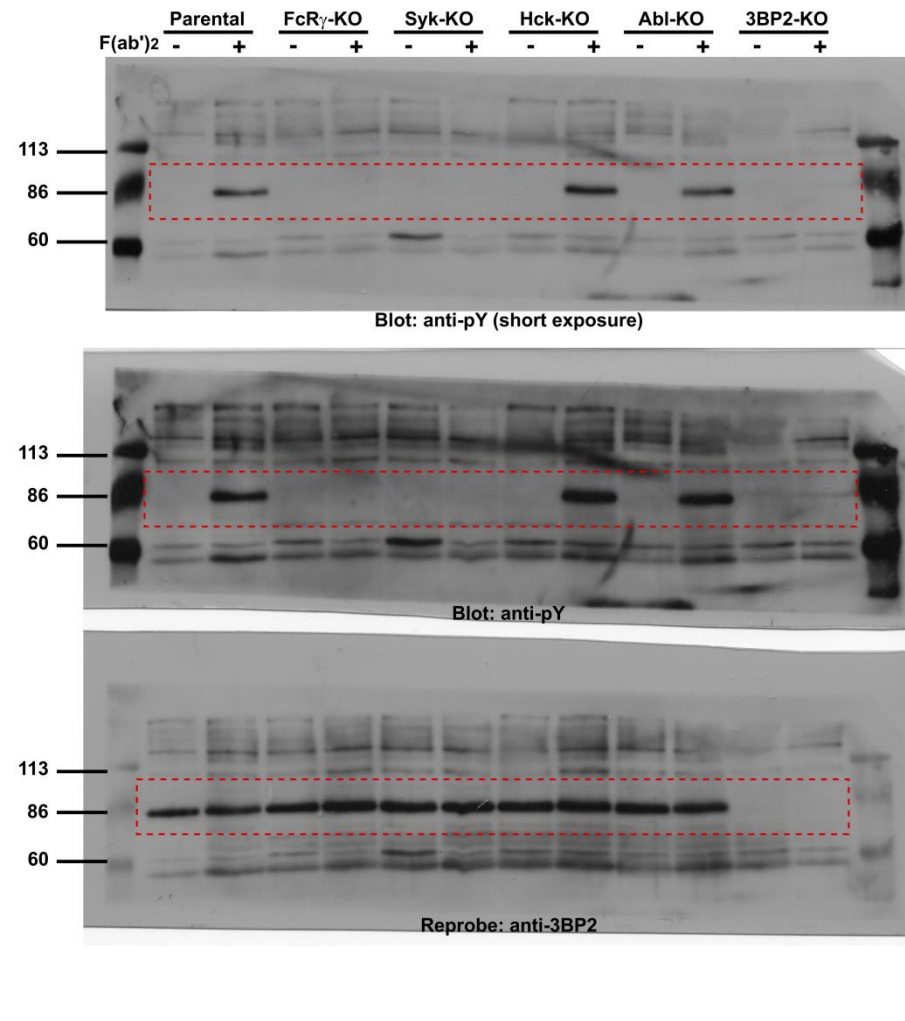 Parental FcRγ-KO Syk-KO Hck-KO Abl-KO 3BP2-KO
F(ab')2 - + - + - + - + - + - +
113
86
60
Blot: anti-pY (short exposure)
113
86
60
Blot: anti-pY
113
86
60
Reprobe: anti-3BP2